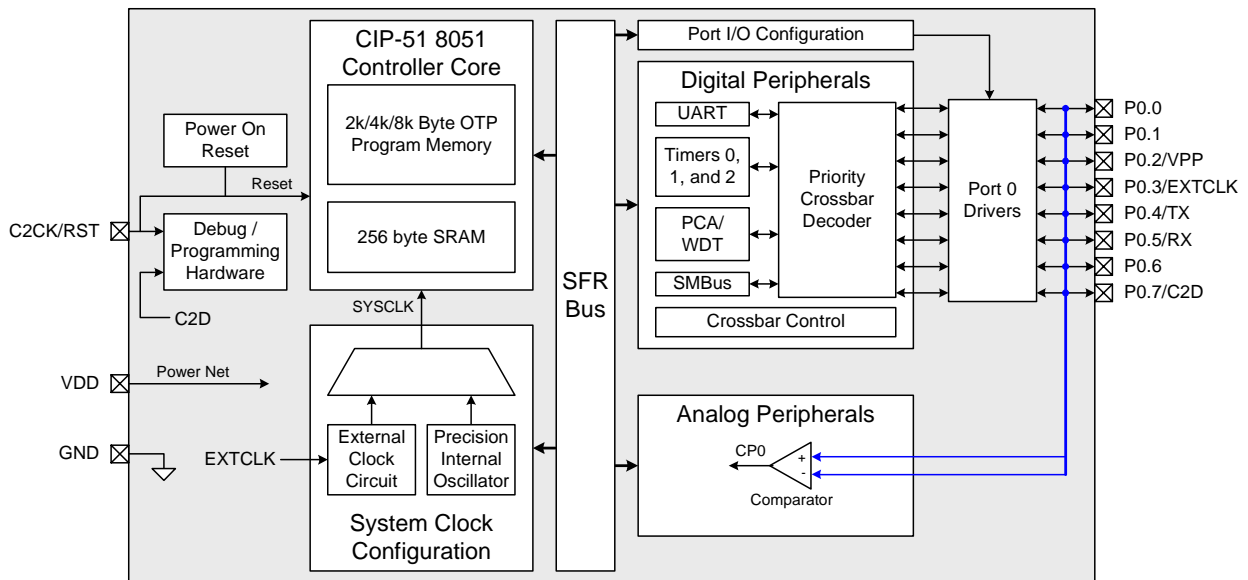 CIP-51 8051
Controller Core
2k/4k/8k Byte OTP
Program Memory
256 byte SRAM
Power On
Reset
Reset
C2CK/RST
Debug /
Programming
Hardware
C2D
VDD
Power Net
GND
SYSCLK
EXTCLK
External
Clock
Circuit
Precision
Internal
Oscillator
System Clock
Configuration
SFR
Bus
Port I/O Configuration
Digital Peripherals
UART
Timers 0,
1, and 2
PCA/
WDT
SMBus
Priority
Crossbar
Decoder
Crossbar Control
Port 0
Drivers
P0.0
P0.1
P0.2/VPP
P0.3/EXTCLK
P0.4/TX
P0.5/RX
P0.6
P0.7/C2D
Analog Peripherals
CP0
+
-
Comparator